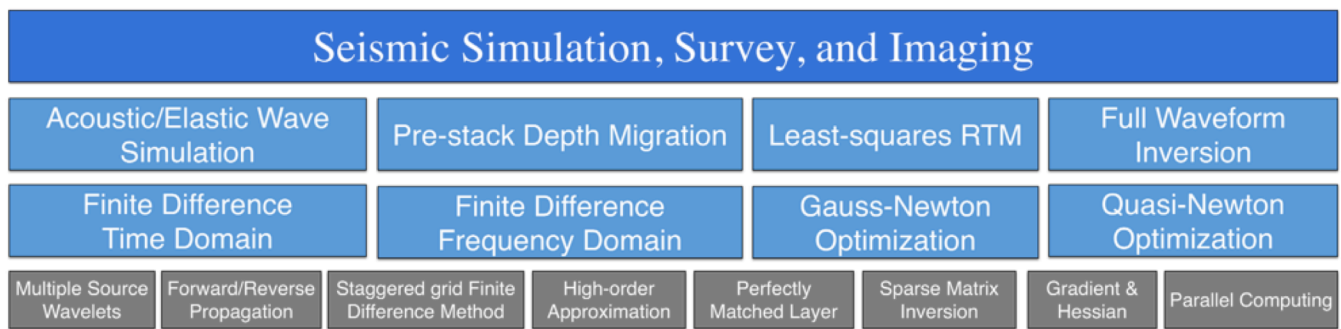 Seismic Simulation, Survey, and Imaging
Acoustic/Elastic Wave
Simulation
Pre-stack Depth Migration
Least-squares RTM
Full Waveform
Inversion
Finite Difference
Time Domain
Finite Difference
Frequency Domain
Gauss-Newton
Optimization
Quasi-Newton
Optimization
Multiple Source
Wavelets
Forward/Reverse
Propagation
Staggered grid Finite
Difference Method
High-order
Approximation
Perfectly
Matched Layer
Sparse Matrix
Inversion
Gradient &
Hessian
Parallel Computing